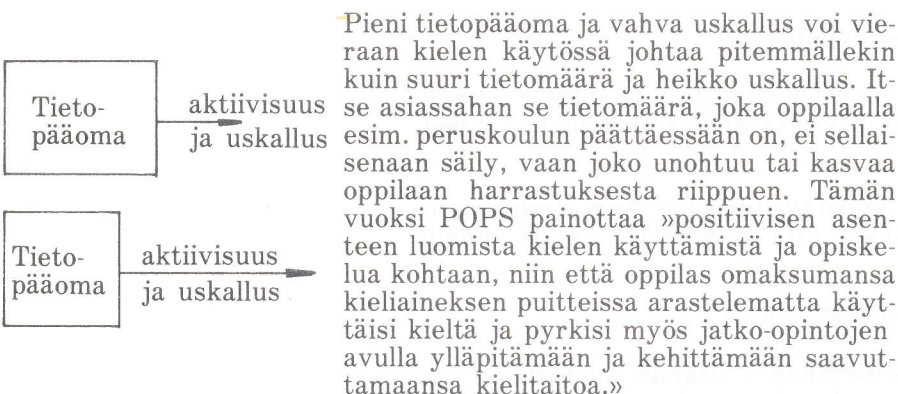 Tieto-
pääoma
aktiivisuus
ja uskallus
Tieto-
pääoma
aktiivisuus
ja uskallus
Pieni tietopääoma ja vahva uskallus voi vie-
raan kielen käytössä johtaa pitemmällekin
kuin suuri tietomäärä ja heikko uskallus. It-
se asiassahan se tietomäärä, joka oppilaalla
esim. peruskoulun päättäessään on, ei sellai-
senaan säily, vaan joko unohtuu tai kasvaa
oppilaan harrastuksesta riippuen. Tämän
vuoksi POPS painottaa »positiivisen asen-
teen luomista kielen käyttämistä ja opiske-
lua kohtaan, niin että oppilas omaksumansa
kieliaineksen puitteissa arastelematta käyt-
täisi kieltä ja pyrkisi myös jatko-opintojen
avulla ylläpitämään ja kehittämään saavut-
tamaansa kielitaitoa.»